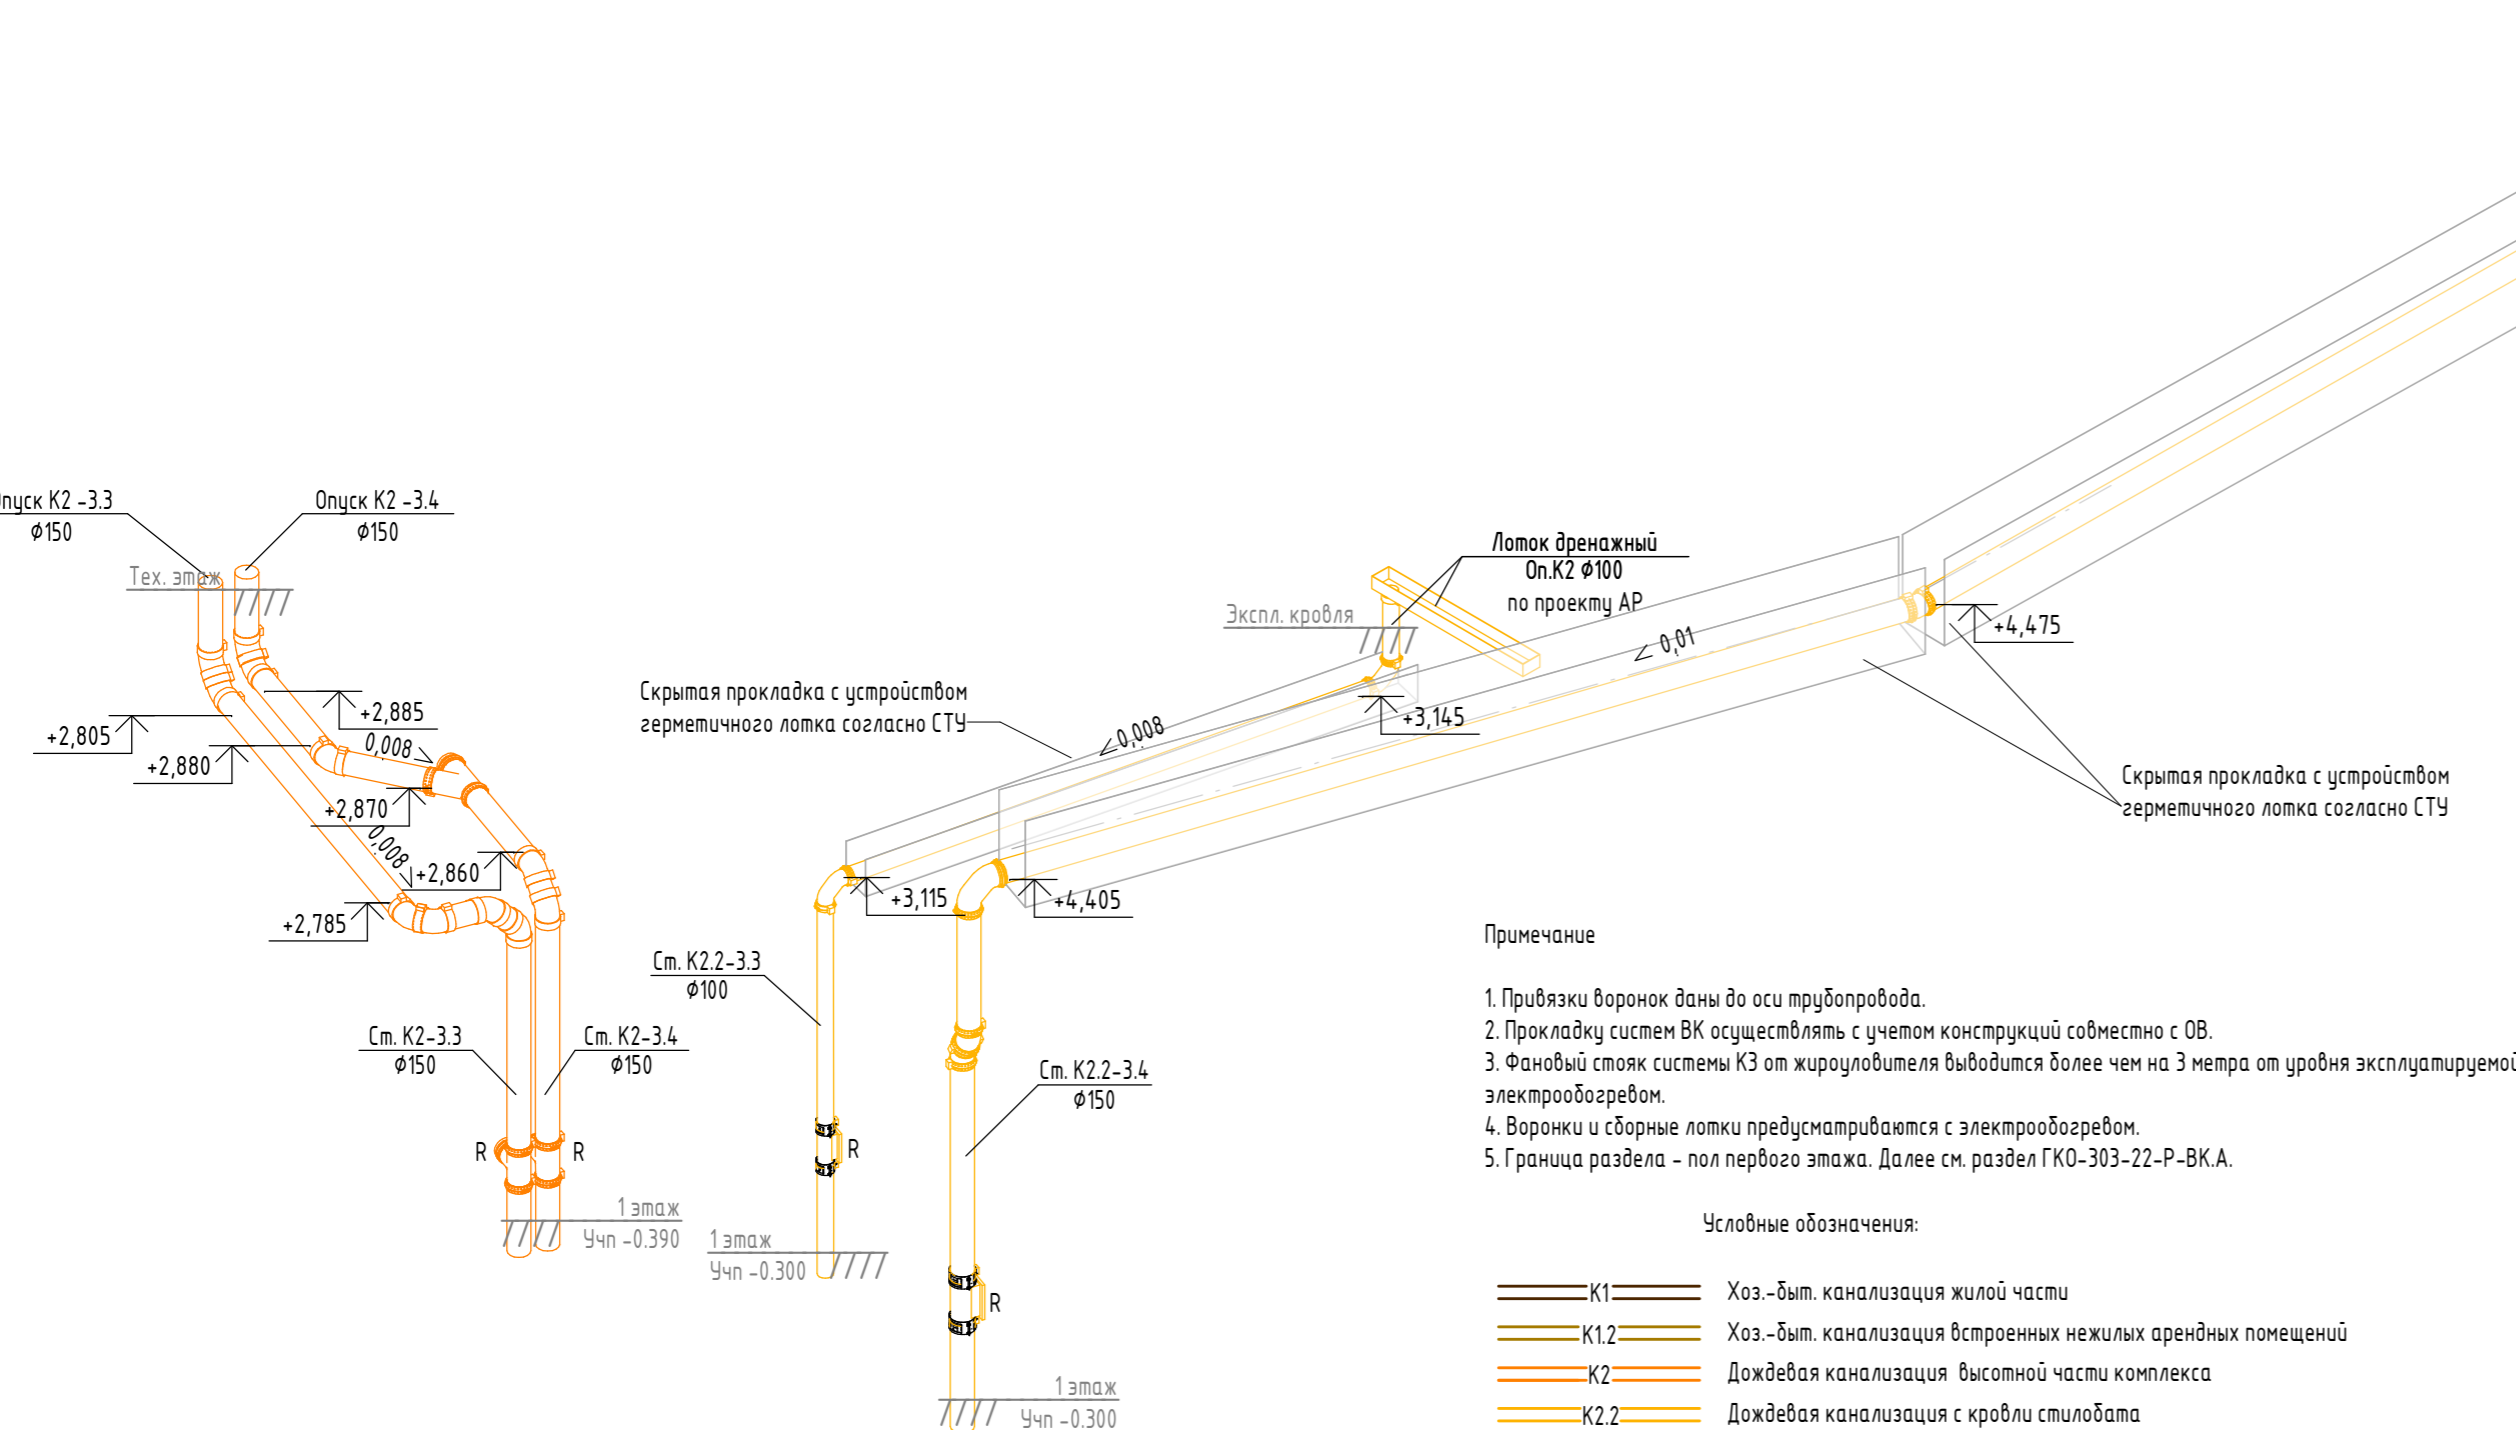 Опуск К2 -3.3
Ø150
Опуск К2 -3.4
Ø150
Тех. этаж
+2,805
+2,885
+2,880
0,008
+2,870
0,008
+2,860
+2,785
Ст. К2-3.3
Ø150
Ст. К2-3.4
Ø150
R
R
1 этаж
Учп -0.390
Скрытая прокладка с устройством
герметичного лотка согласно СТУ
Экспл. кровля
Лоток дренажный
Оп.К2 Ø100
по проекту АР
0,008
0,01
+3,145
+4,475
+3,115
+4,405
Скрытая прокладка с устройством
герметичного лотка согласно СТУ
Ст. К2.2-3.3
Ø100
R
1 этаж
Учп -0.300
Ст. К2.2-3.4
Ø150
R
1 этаж
Учп -0.300
Примечание
1. Привязки воронок даны до оси трубопровода.
2. Прокладку систем ВК осуществлять с учетом конструкций совместно с ОВ.
3. Фановый стояк системы К3 от жироуловителя выводится более чем на 3 метра от уровня эксплуатируемой
электрообогревом.
4. Воронки и сборные лотки предусматриваются с электрообогревом.
5. Граница раздела - пол первого этажа. Далее см. раздел ГКО-303-22-Р-ВК.А.
Условные обозначения:
К1 Хоз.-быт. канализация жилой части
К1.2 Хоз.-быт. канализация встроенных нежилых арендных помещений
К2 Дождевая канализация высотной части комплекса
К2.2 Дождевая канализация с кровли стилобата